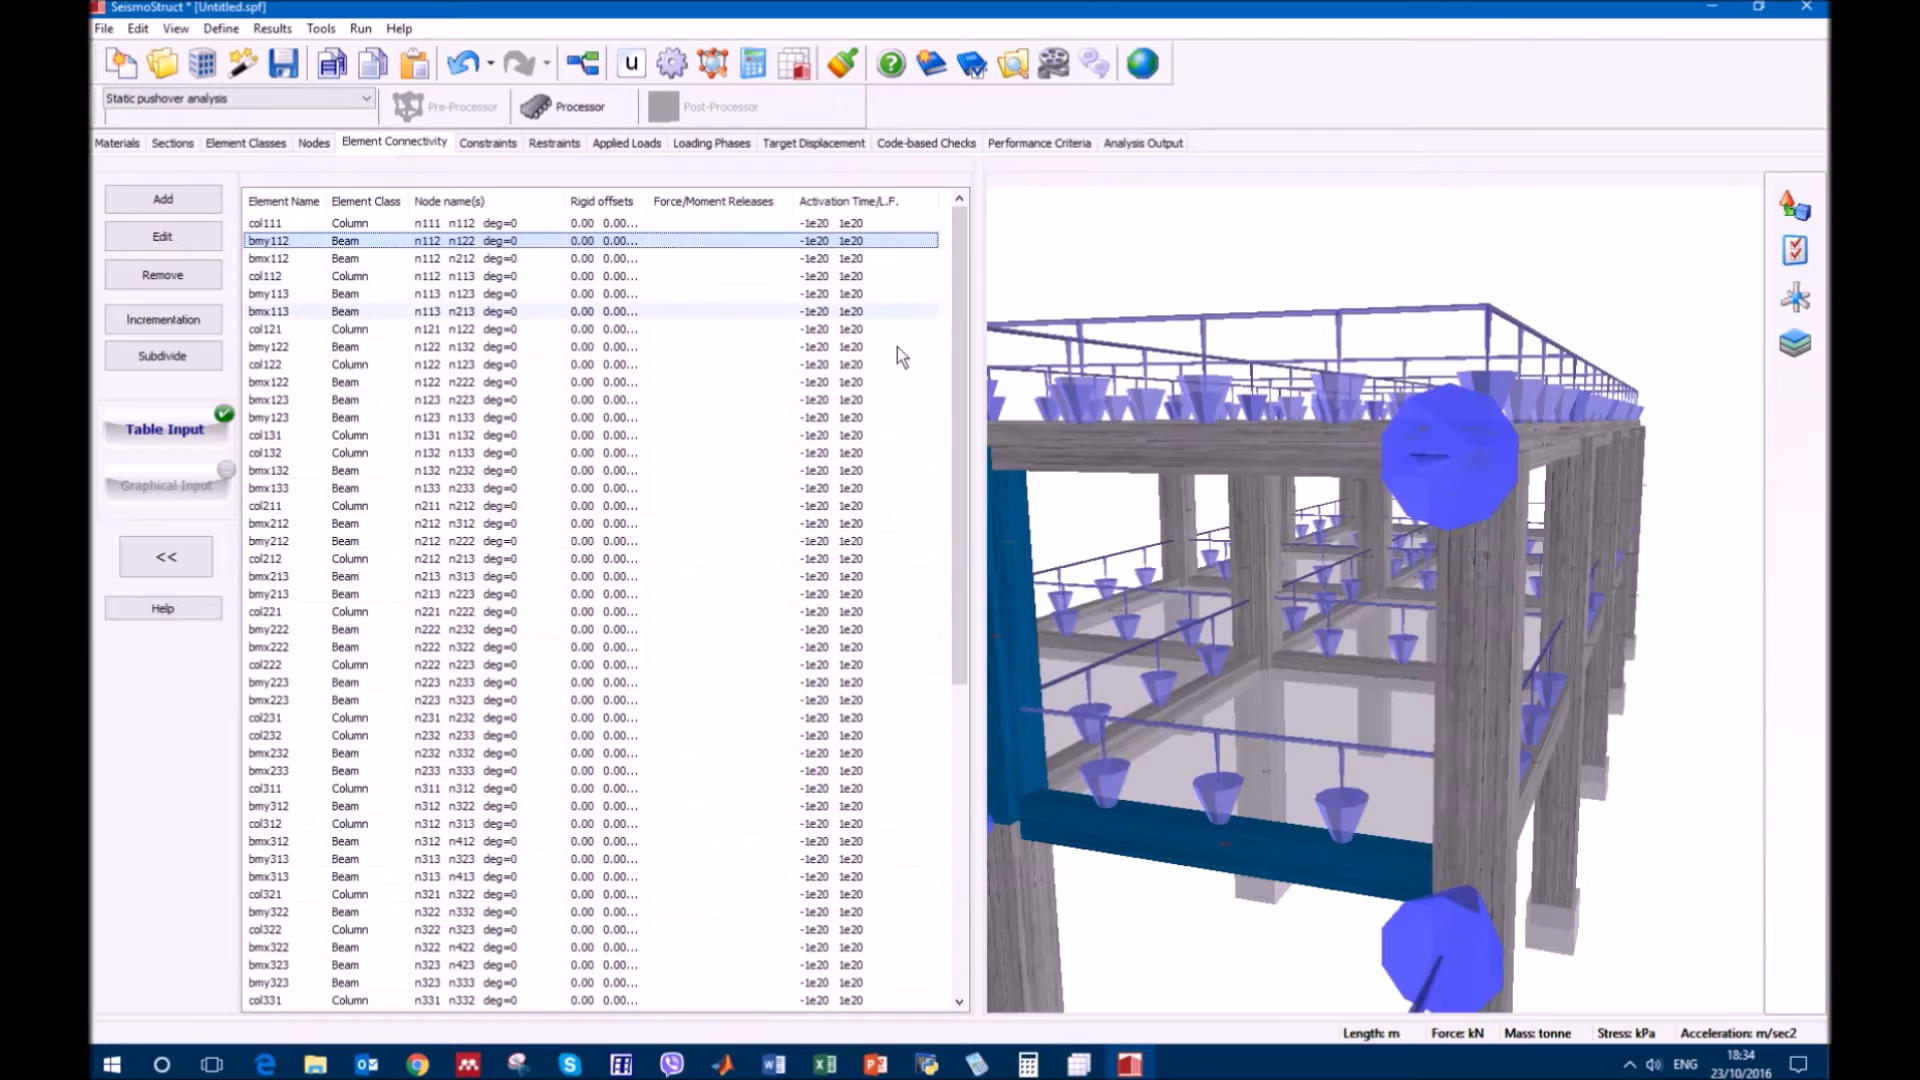 SeismoStruct * [Untitled.spf]
File Edit View Define Results Tools Run Help
u
Static pushover analysis Pre-Processor Processor Post-Processor
Materials Sections Element Classes Nodes Element Connectivity Constraints Restraints Applied Loads Loading Phases Target Displacement Code-based Checks Performance Criteria Analysis Output
Add
Edit
Remove
Incrementation
Subdivide
Table Input
Graphical Input
<<
Help
Element Name Element Class Node name(s) Rigid offsets Force/Moment Releases Activation Time/L.F.
col111 Column n111 n112 deg=0 0.00 0.00... -1e20 1e20
bmy112 Beam n112 n122 deg=0 0.00 0.00... -1e20 1e20
bmx112 Beam n112 n212 deg=0 0.00 0.00... -1e20 1e20
col112 Column n112 n113 deg=0 0.00 0.00... -1e20 1e20
bmy113 Beam n113 n123 deg=0 0.00 0.00... -1e20 1e20
bmx113 Beam n113 n213 deg=0 0.00 0.00... -1e20 1e20
col121 Column n121 n122 deg=0 0.00 0.00... -1e20 1e20
bmy122 Beam n122 n132 deg=0 0.00 0.00... -1e20 1e20
col122 Column n122 n123 deg=0 0.00 0.00... -1e20 1e20
bmx122 Beam n122 n222 deg=0 0.00 0.00... -1e20 1e20
bmx123 Beam n123 n223 deg=0 0.00 0.00... -1e20 1e20
bmy123 Beam n123 n133 deg=0 0.00 0.00... -1e20 1e20
col131 Column n131 n132 deg=0 0.00 0.00... -1e20 1e20
col132 Column n132 n133 deg=0 0.00 0.00... -1e20 1e20
bmx132 Beam n132 n232 deg=0 0.00 0.00... -1e20 1e20
bmx133 Beam n133 n233 deg=0 0.00 0.00... -1e20 1e20
col211 Column n211 n212 deg=0 0.00 0.00... -1e20 1e20
bmx212 Beam n212 n312 deg=0 0.00 0.00... -1e20 1e20
bmy212 Beam n212 n222 deg=0 0.00 0.00... -1e20 1e20
col212 Column n212 n213 deg=0 0.00 0.00... -1e20 1e20
bmx213 Beam n213 n313 deg=0 0.00 0.00... -1e20 1e20
bmy213 Beam n213 n223 deg=0 0.00 0.00... -1e20 1e20
col221 Column n221 n222 deg=0 0.00 0.00... -1e20 1e20
bmy222 Beam n222 n232 deg=0 0.00 0.00... -1e20 1e20
bmx222 Beam n222 n322 deg=0 0.00 0.00... -1e20 1e20
col222 Column n222 n223 deg=0 0.00 0.00... -1e20 1e20
bmy223 Beam n223 n233 deg=0 0.00 0.00... -1e20 1e20
bmx223 Beam n223 n323 deg=0 0.00 0.00... -1e20 1e20
col231 Column n231 n232 deg=0 0.00 0.00... -1e20 1e20
col232 Column n232 n233 deg=0 0.00 0.00... -1e20 1e20
bmx232 Beam n232 n332 deg=0 0.00 0.00... -1e20 1e20
bmx233 Beam n233 n333 deg=0 0.00 0.00... -1e20 1e20
col311 Column n311 n312 deg=0 0.00 0.00... -1e20 1e20
bmy312 Beam n312 n322 deg=0 0.00 0.00... -1e20 1e20
col312 Column n312 n313 deg=0 0.00 0.00... -1e20 1e20
bmx312 Beam n312 n412 deg=0 0.00 0.00... -1e20 1e20
bmy313 Beam n313 n323 deg=0 0.00 0.00... -1e20 1e20
bmx313 Beam n313 n413 deg=0 0.00 0.00... -1e20 1e20
col321 Column n321 n322 deg=0 0.00 0.00... -1e20 1e20
bmy322 Beam n322 n332 deg=0 0.00 0.00... -1e20 1e20
col322 Column n322 n323 deg=0 0.00 0.00... -1e20 1e20
bmx322 Beam n322 n422 deg=0 0.00 0.00... -1e20 1e20
bmx323 Beam n323 n423 deg=0 0.00 0.00... -1e20 1e20
bmy323 Beam n323 n333 deg=0 0.00 0.00... -1e20 1e20
col331 Column n331 n332 deg=0 0.00 0.00... -1e20 1e20
Length: m Force: kN Mass: tonne Stress: kPa Acceleration: m/sec2
ENG 18:34
23/10/2016